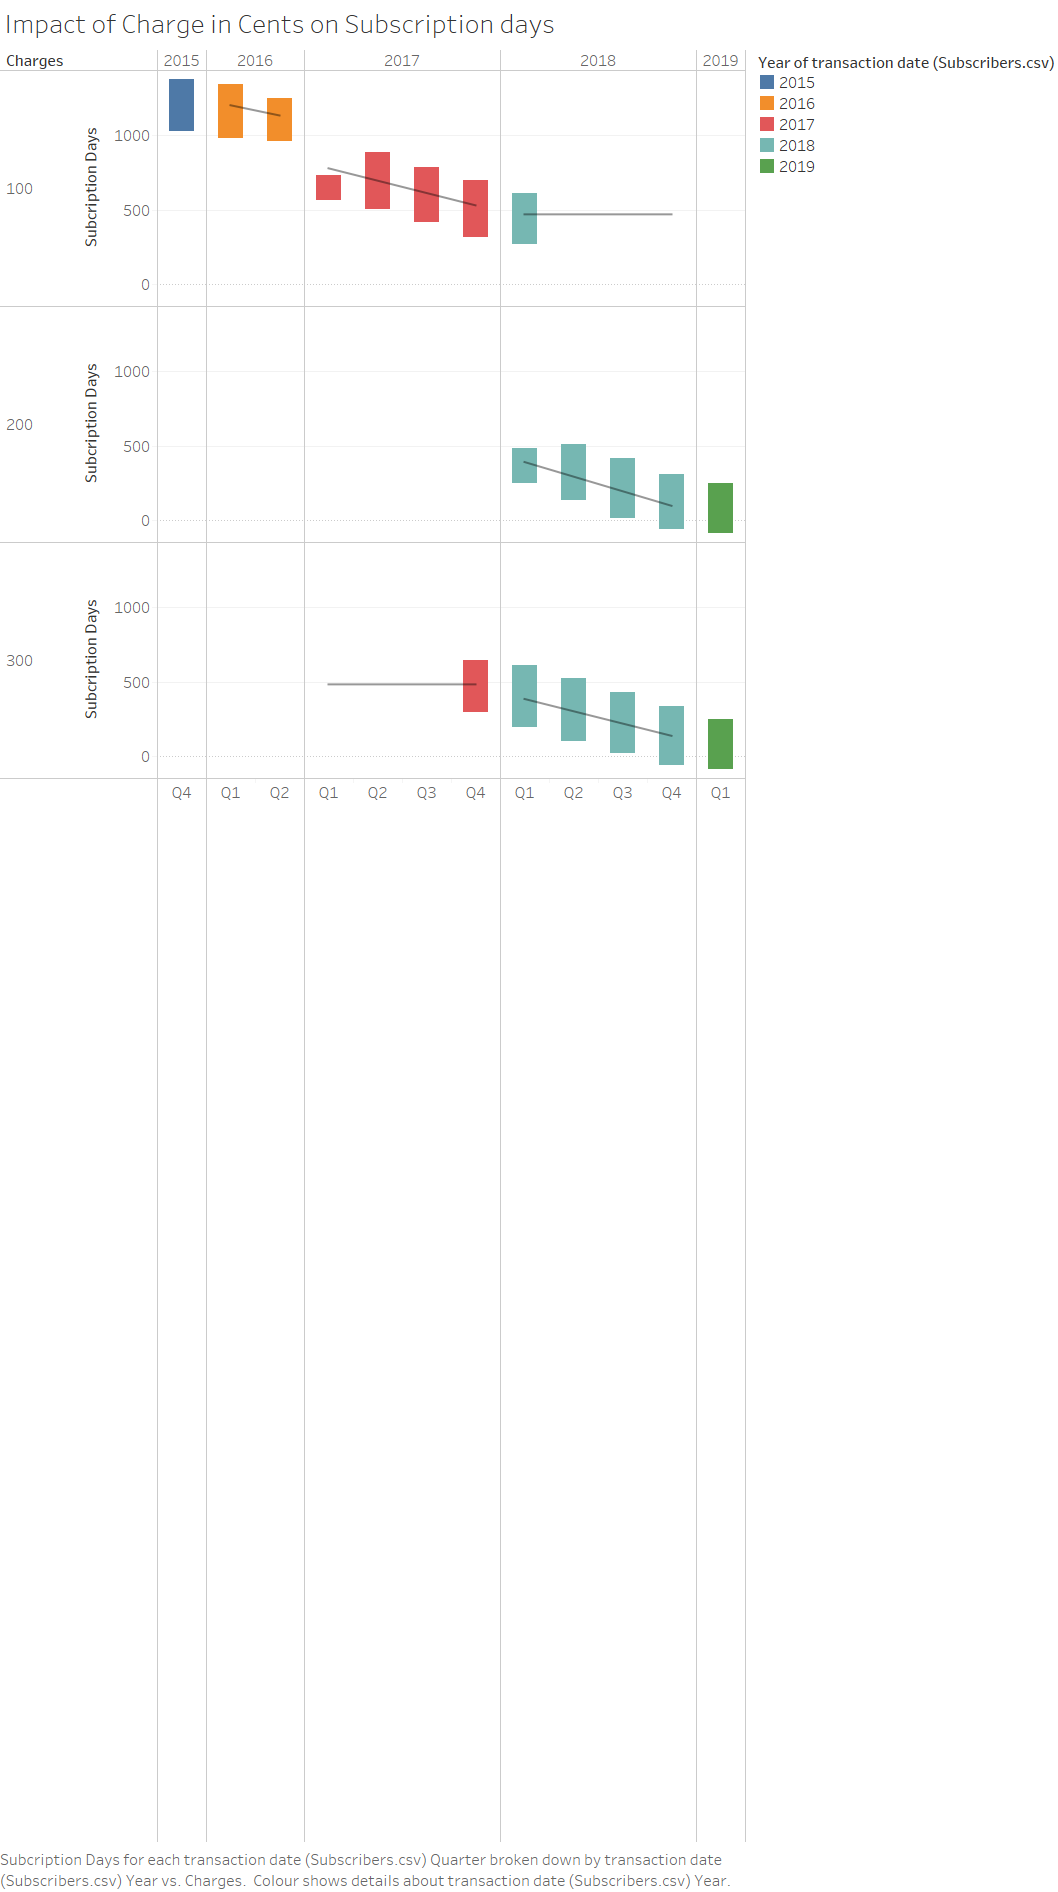 Impact of Charge in Cents on Subscription days
Charges 2015 2016 2017 2018 2019
Year of transaction date (Subscribers.csv)
2015
2016
2017
2018
2019
100
Subcription Days
1000
500
0
200
Subcription Days
1000
500
0
300
Subcription Days
1000
500
0
Q4 Q1 Q2 Q1 Q2 Q3 Q4 Q1 Q2 Q3 Q4 Q1
Subcription Days for each transaction date (Subscribers.csv) Quarter broken down by transaction date
(Subscribers.csv) Year vs. Charges. Colour shows details about transaction date (Subscribers.csv) Year.